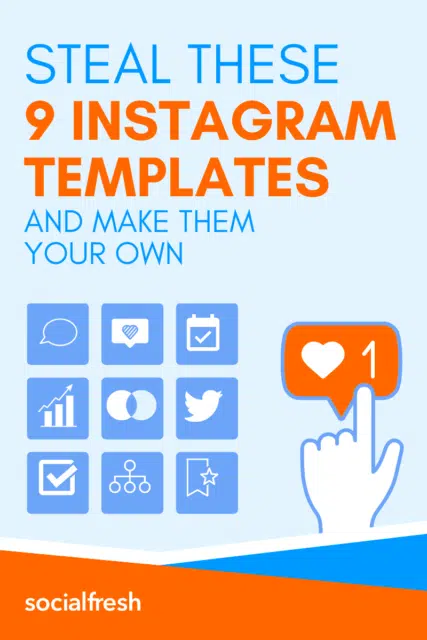 STEAL THESE
9 INSTAGRAM
TEMPLATES
AND MAKE THEM
YOUR OWN
1
socialfresh